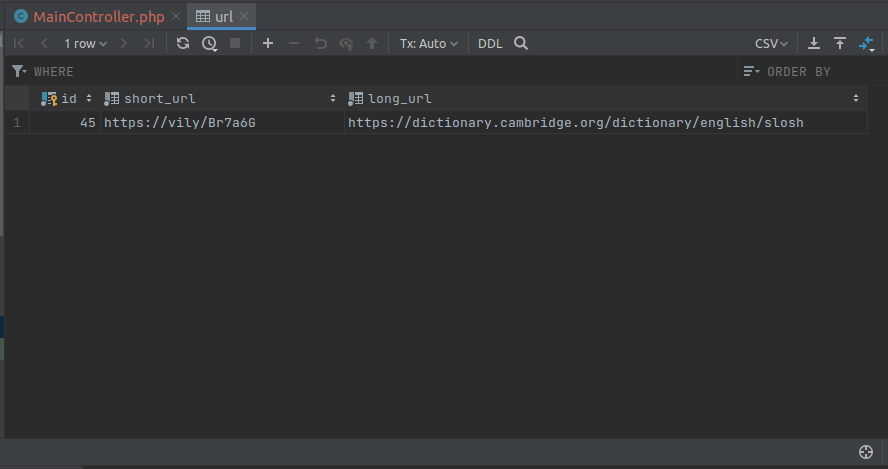 MainController.php url
1 row Tx: Auto DDL CSV
WHERE ORDER BY
id short_url long_url
1 45 https://vily/Br7a6G https://dictionary.cambridge.org/dictionary/english/slosh